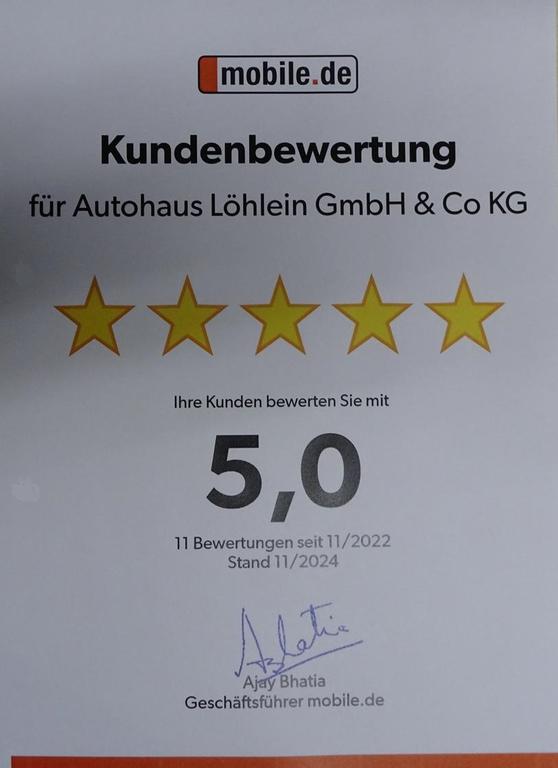 mobile.de
Kundenbewertung
für Autohaus Löhlein GmbH & Co KG
Ihre Kunden bewerten Sie mit
5,0
11 Bewertungen seit 11/2022
Stand 11/2024
Ajay Bhatia
Geschäftsführer mobile.de